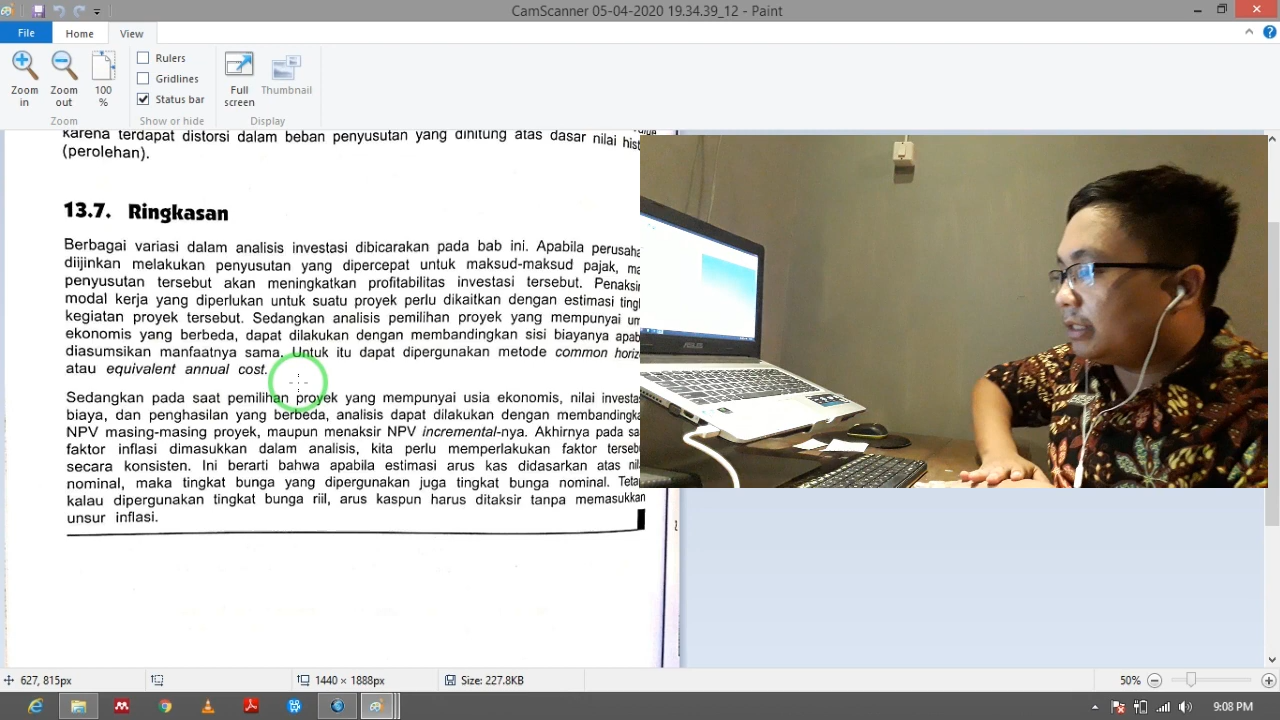 CamScanner 05-04-2020 19.34.39_12 - Paint
File
Home
View
Zoom in
Zoom out
100 %
Rulers
Gridlines
Status bar
Full screen
Thumbnail
Zoom
Show or hide
Display
karena terdapat distorsi dalam beban penyusutan yang dihitung atas dasar nilai
(perolehan).
13.7. Ringkasan
Berbagai variasi dalam analisis investasi dibicarakan pada bab ini. Apabila
diijinkan melakukan penyusutan yang dipercepat untuk maksud-maksud pajak,
penyusutan tersebut akan meningkatkan profitabilitas investasi tersebut.
modal kerja yang diperlukan untuk suatu proyek perlu dikaitkan dengan estimasi
kegiatan proyek tersebut. Sedangkan analisis pemilihan proyek yang mempunyai
ekonomis yang berbeda, dapat dilakukan dengan membandingkan sisi biayanya
diasumsikan manfaatnya sama. Untuk itu dapat dipergunakan metode common
atau equivalent annual cost.
Sedangkan pada saat pemilihan proyek yang mempunyai usia ekonomis, nilai
biaya, dan penghasilan yang berbeda, analisis dapat dilakukan dengan
NPV masing-masing proyek, maupun menaksir NPV incremental-nya. Akhirnya pada
faktor inflasi dimasukkan dalam analisis, kita perlu memperlakukan faktor
secara konsisten. Ini berarti bahwa apabila estimasi arus kas didasarkan atas
nominal, maka tingkat bunga yang dipergunakan juga tingkat bunga nominal.
kalau dipergunakan tingkat bunga riil, arus kaspun harus ditaksir tanpa memasukkan
unsur inflasi.
ASUS
627, 815px
1440 × 1888px
Size: 227.8KB
50%
9:08 PM